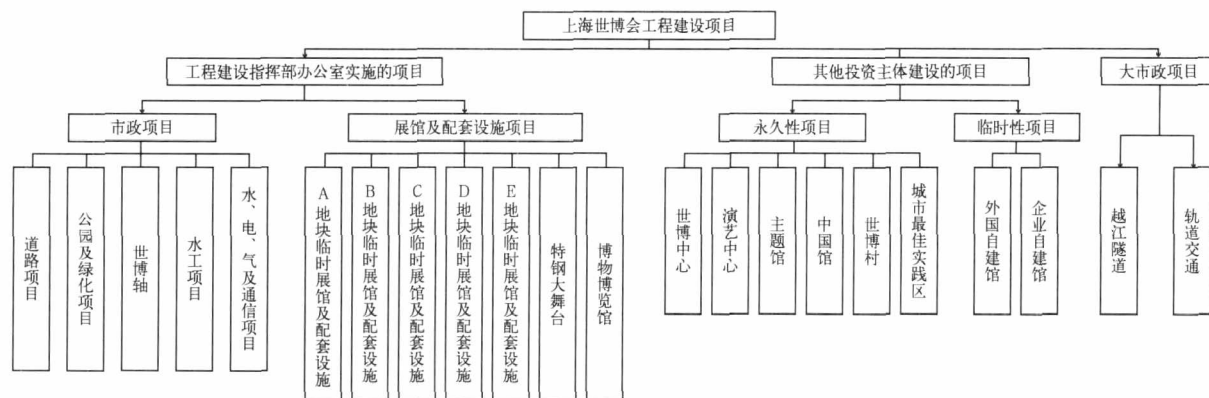 上海世博会工程建设项目
工程建设指挥部办公室实施的项目
其他投资主体建设的项目
大市政项目
市政项目
展馆及配套设施项目
永久性项目
临时性项目
道路项目
公园及绿化项目
世博轴
水工项目
水、电、气及通信项目
A地块临时展馆及配套设施
B地块临时展馆及配套设施
C地块临时展馆及配套设施
D地块临时展馆及配套设施
E地块临时展馆及配套设施
特钢大舞台
博物博览馆
世博中心
演艺中心
主题馆
中国馆
世博村
城市最佳实践区
外国自建馆
企业自建馆
越江隧道
轨道交通